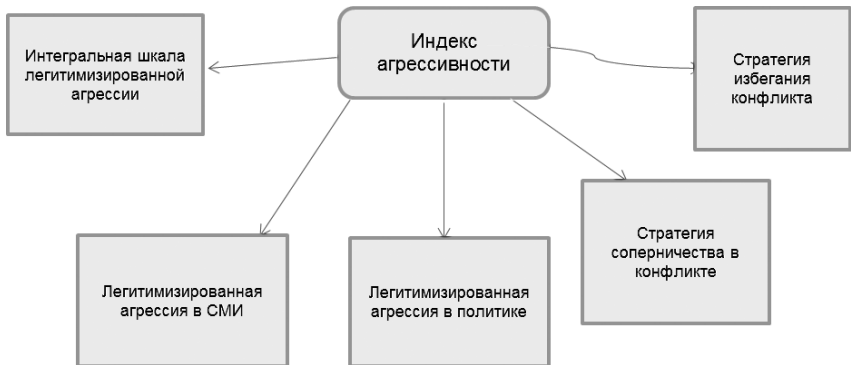 Интегральная шкала
легитимизированной
агрессии
Индекс
агрессивности
Стратегия
избегания
конфликта
Легитимизированная
агрессия в СМИ
Легитимизированная
агрессия в политике
Стратегия
соперничества в
конфликте